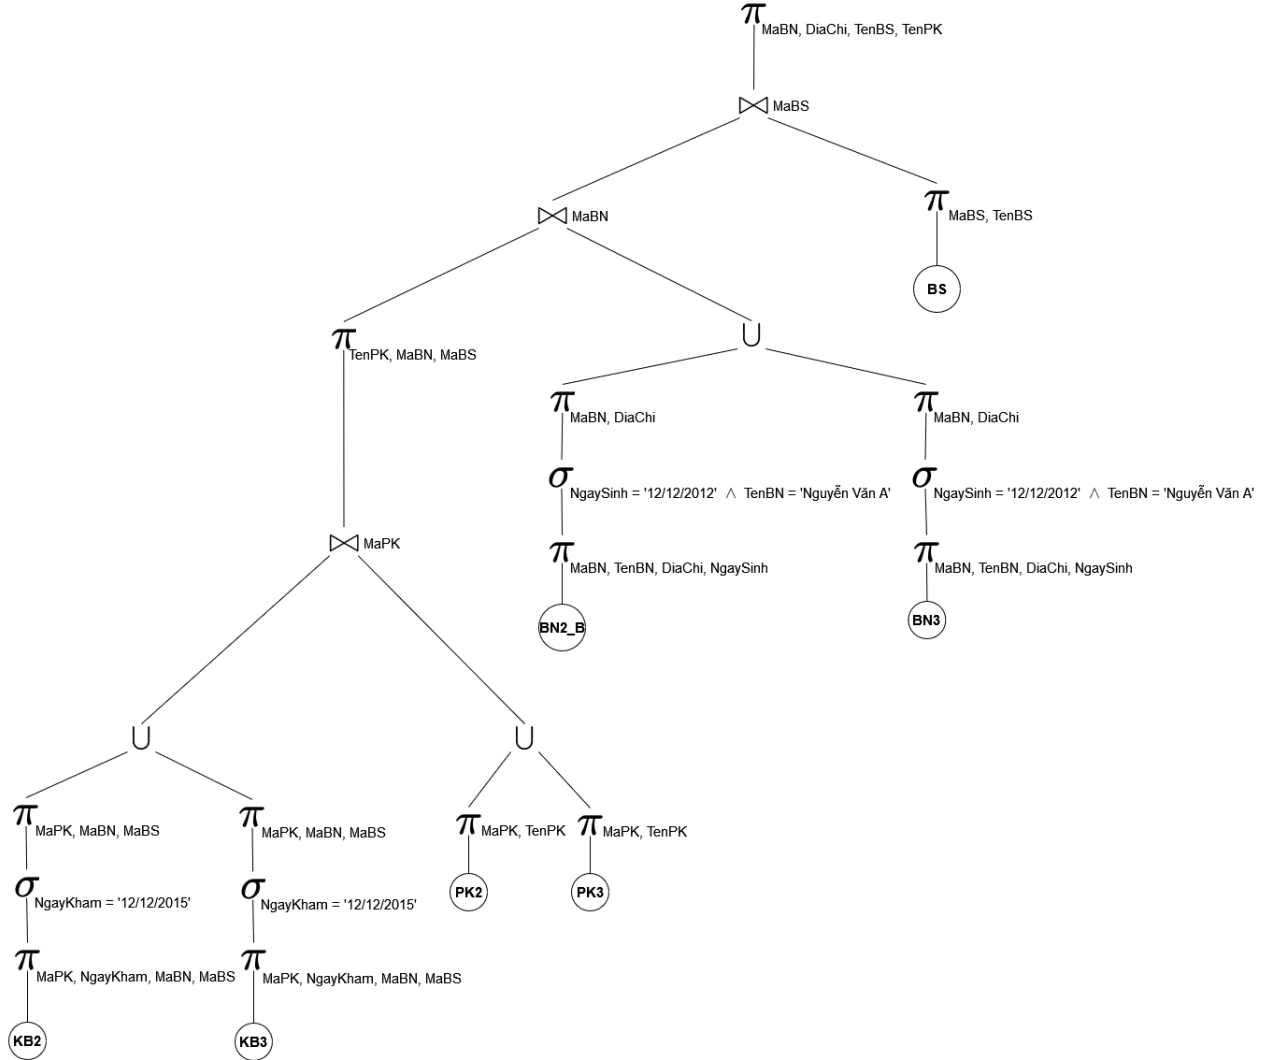 π MaBN, DiaChi, TenBS, TenPK
⋈ MaBS
π MaBS, TenBS
⋈ MaBN
BS
π TenPK, MaBN, MaBS
∪
π MaBN, DiaChi
π MaBN, DiaChi
σ NgaySinh = '12/12/2012' ∧ TenBN = 'Nguyễn Văn A'
σ NgaySinh = '12/12/2012' ∧ TenBN = 'Nguyễn Văn A'
⋈ MaPK
π MaBN, TenBN, DiaChi, NgaySinh
π MaBN, TenBN, DiaChi, NgaySinh
BN2_B
BN3
∪
∪
π MaPK, MaBN, MaBS
π MaPK, MaBN, MaBS
π MaPK, TenPK
π MaPK, TenPK
σ NgayKham = '12/12/2015'
σ NgayKham = '12/12/2015'
PK2
PK3
π MaPK, NgayKham, MaBN, MaBS
π MaPK, NgayKham, MaBN, MaBS
KB2
KB3